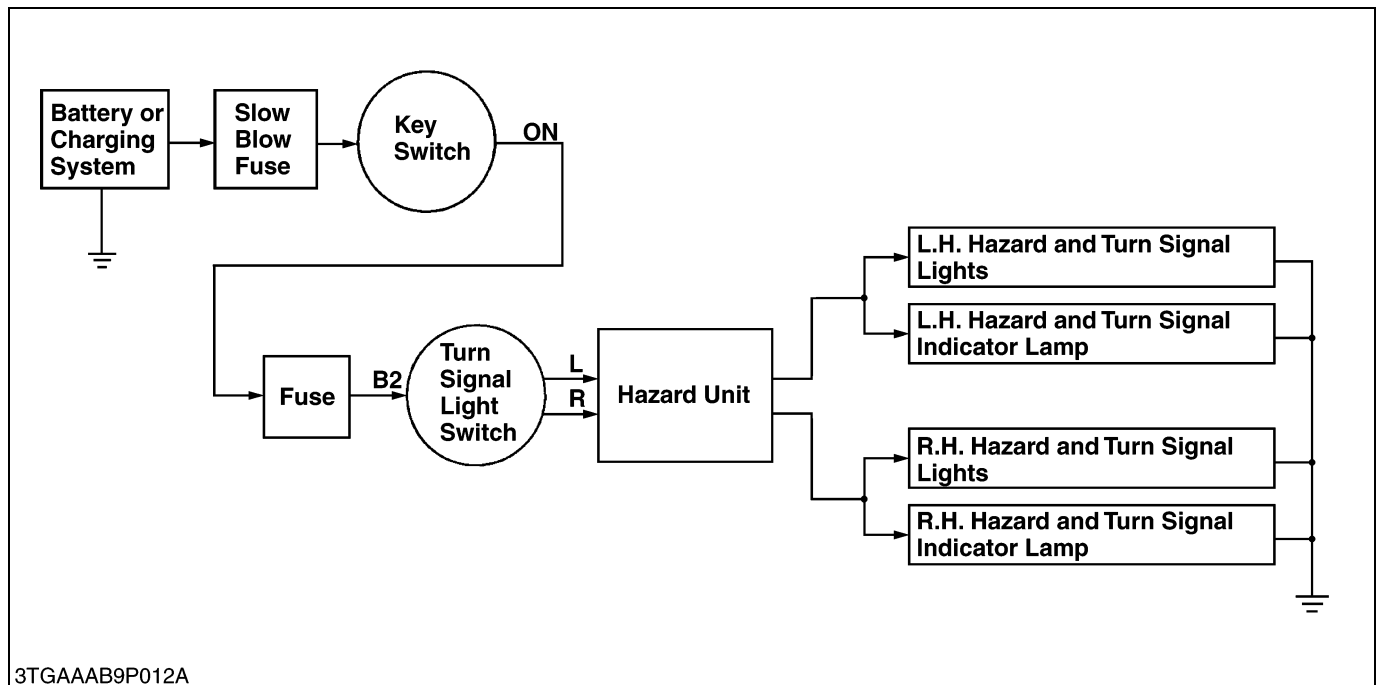 Battery or
Charging
System
Slow
Blow
Fuse
Key
Switch
ON
L.H. Hazard and Turn Signal
Lights
L.H. Hazard and Turn Signal
Indicator Lamp
Fuse
B2
Turn
Signal
Light
Switch
L
R
Hazard Unit
R.H. Hazard and Turn Signal
Lights
R.H. Hazard and Turn Signal
Indicator Lamp
3TGAAAB9P012A